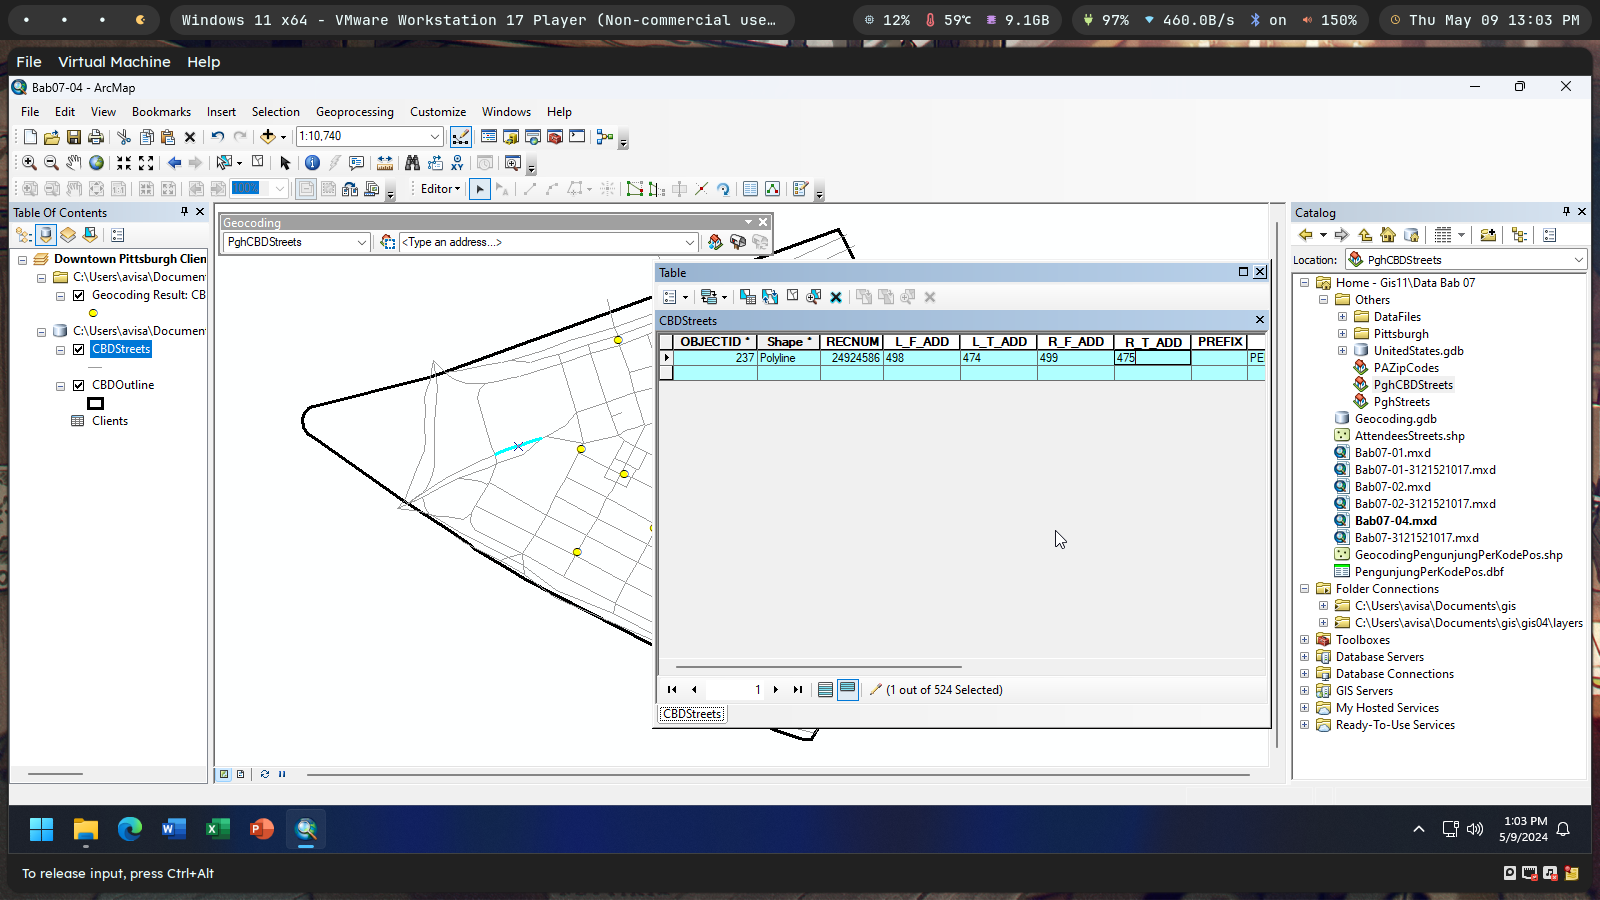 Windows 11 x64 - VMware Workstation 17 Player (Non-commercial use…
12%
59℃
9.1GB
97%
460.0B/s
on
150%
Thu May 09 13:03 PM
File Virtual Machine Help
Bab07-04 - ArcMap
File Edit View Bookmarks Insert Selection Geoprocessing Customize Windows Help
1:10,740
100%
Editor
Table Of Contents
Downtown Pittsburgh Clien
C:\Users\avisa\Documen
Geocoding Result: CB
C:\Users\avisa\Documen
CBDStreets
CBDOutline
Clients
Geocoding
PghCBDStreets
<Type an address...>
Table
CBDStreets
OBJECTID * Shape * RECNUM L_F_ADD L_T_ADD R_F_ADD R_T_ADD PREFIX
237 Polyline 24924586 498 474 499 475 PE
1
(1 out of 524 Selected)
CBDStreets
Catalog
Location: PghCBDStreets
Home - Gis11\Data Bab 07
Others
DataFiles
Pittsburgh
UnitedStates.gdb
PAZipCodes
PghCBDStreets
PghStreets
Geocoding.gdb
AttendeesStreets.shp
Bab07-01.mxd
Bab07-01-3121521017.mxd
Bab07-02.mxd
Bab07-02-3121521017.mxd
Bab07-04.mxd
Bab07-3121521017.mxd
GeocodingPengunjungPerKodePos.shp
PengunjungPerKodePos.dbf
Folder Connections
C:\Users\avisa\Documents\gis
C:\Users\avisa\Documents\gis\gis04\layers
Toolboxes
Database Servers
Database Connections
GIS Servers
My Hosted Services
Ready-To-Use Services
1:03 PM
5/9/2024
To release input, press Ctrl+Alt